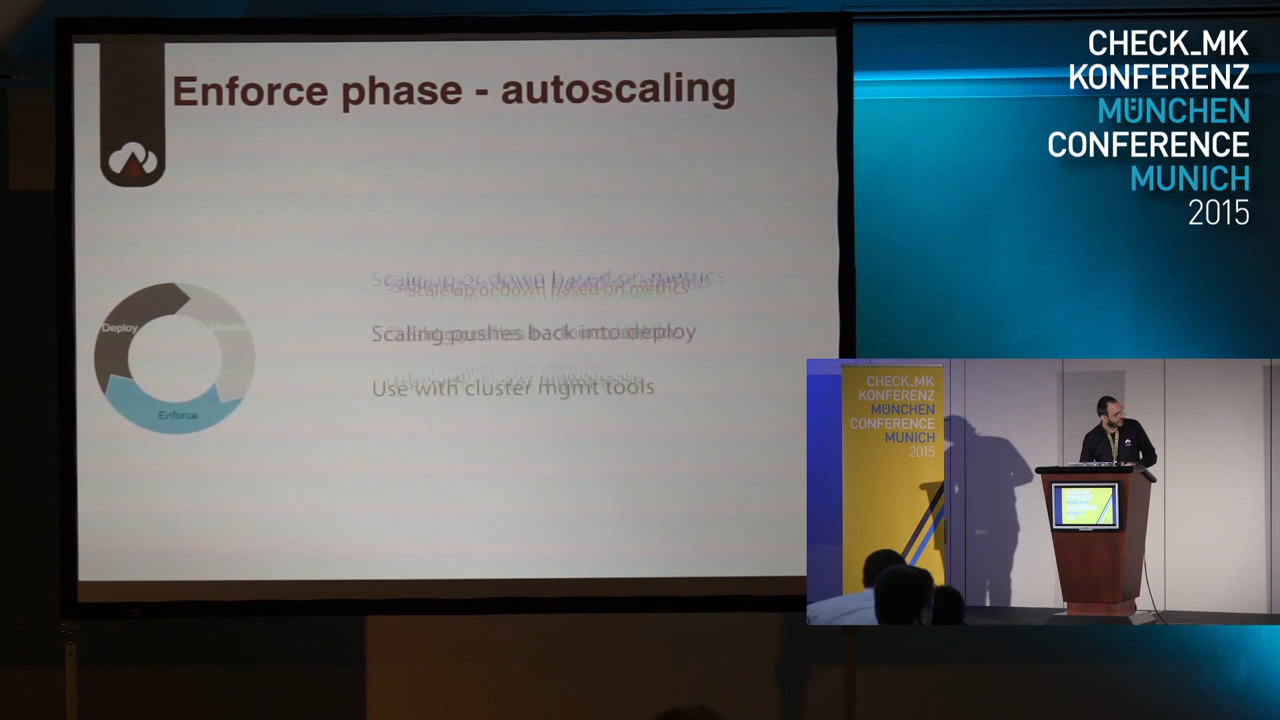 Enforce phase - autoscaling
Scale up or down based on metrics
Scaling pushes back into deploy
Use with cluster mgmt tools
Deploy
Enforce
CHECK_MK
KONFERENZ
MÜNCHEN
CONFERENCE
MUNICH
2015
CHECK_MK
KONFERENZ
MÜNCHEN
CONFERENCE
MUNICH
2015